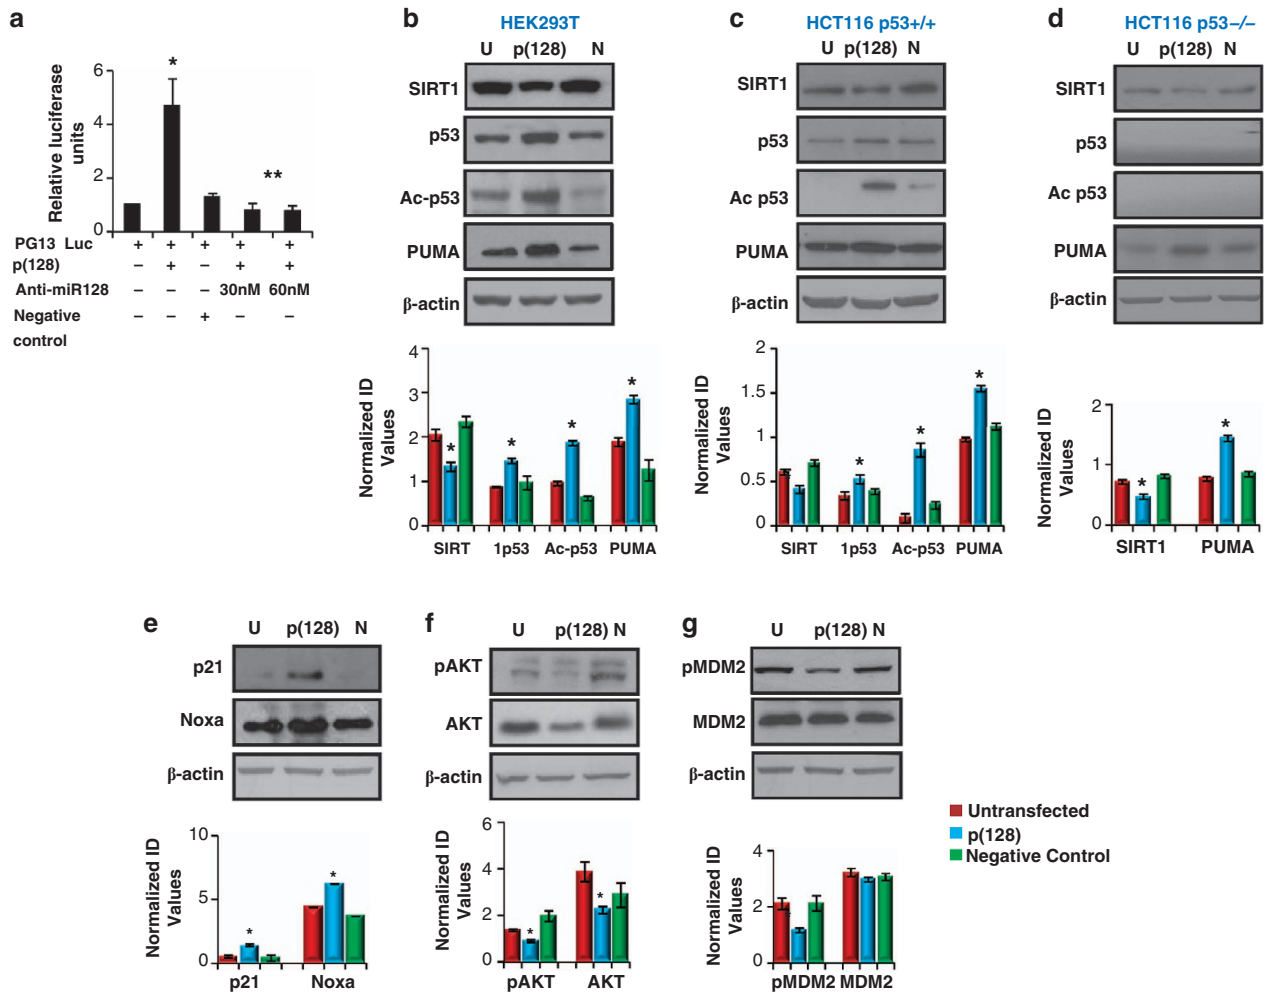 a
Relative luciferase
units
6
4
2
0
*
**
PG13 Luc + + + + +
p(128) – + – + +
Anti-miR128 – – – 30nM 60nM
Negative control – – + – –
b
HEK293T
U p(128) N
SIRT1
p53
Ac-p53
PUMA
β-actin
Normalized ID
Values
4
3
2
1
0
* * * *
SIRT 1p53 Ac-p53 PUMA
c
HCT116 p53+/+
U p(128) N
SIRT1
p53
Ac p53
PUMA
β-actin
Normalized ID
Values
2
1.5
1
0.5
0
* * *
SIRT 1p53 Ac-p53 PUMA
d
HCT116 p53–/–
U p(128) N
SIRT1
p53
Ac p53
PUMA
β-actin
Normalized ID
Values
2
1
0
* *
SIRT1 PUMA
e
U p(128) N
p21
Noxa
β-actin
Normalized ID
Values
10
5
0
* *
p21 Noxa
f
U p(128) N
pAKT
AKT
β-actin
Normalized ID
Values
6
4
2
0
* *
pAKT AKT
g
U p(128) N
pMDM2
MDM2
β-actin
Normalized ID
Values
4
2
0
pMDM2 MDM2
Untransfected
p(128)
Negative Control